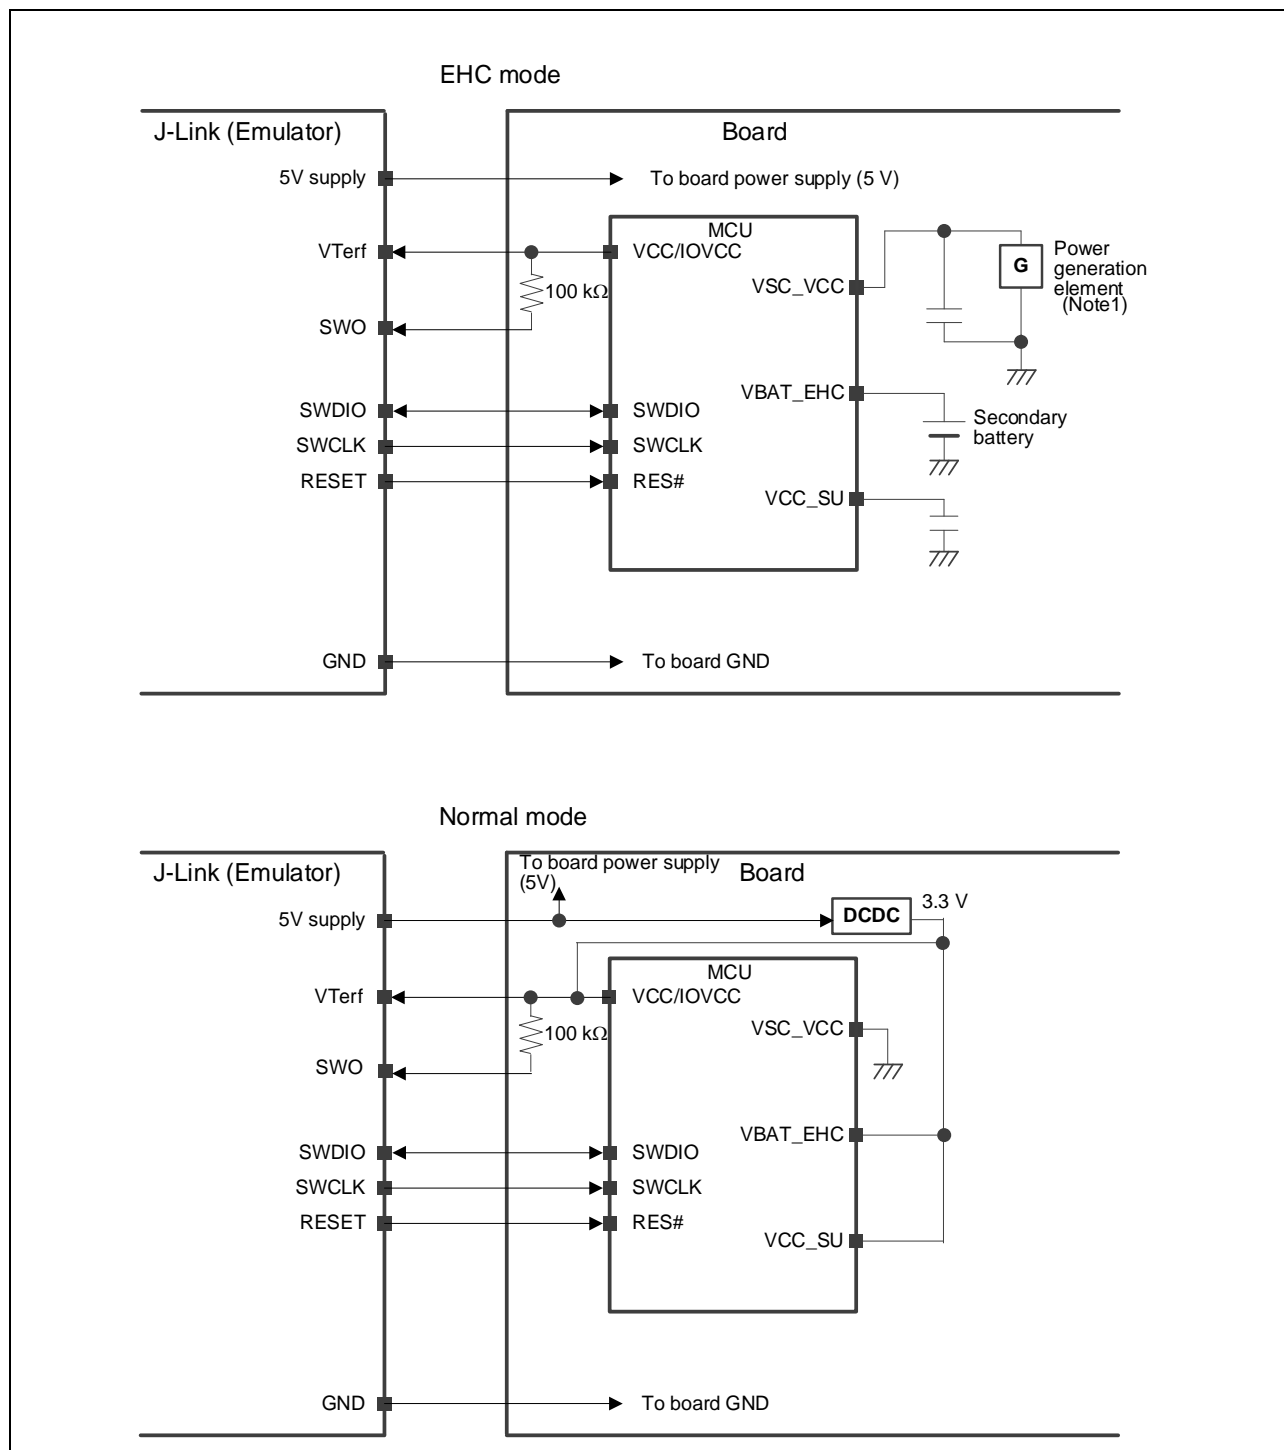 EHC mode
J-Link (Emulator)
Board
5V supply
To board power supply (5 V)
MCU
VTerf
VCC/IOVCC
VSC_VCC
G
Power
generation
element
(Note1)
100 kΩ
SWO
VBAT_EHC
SWDIO
SWDIO
Secondary
battery
SWCLK
SWCLK
RESET
RES#
VCC_SU
GND
To board GND
Normal mode
J-Link (Emulator)
To board power supply
(5V)
Board
5V supply
DCDC
3.3 V
MCU
VTerf
VCC/IOVCC
VSC_VCC
100 kΩ
SWO
VBAT_EHC
SWDIO
SWDIO
SWCLK
SWCLK
RESET
RES#
VCC_SU
GND
To board GND